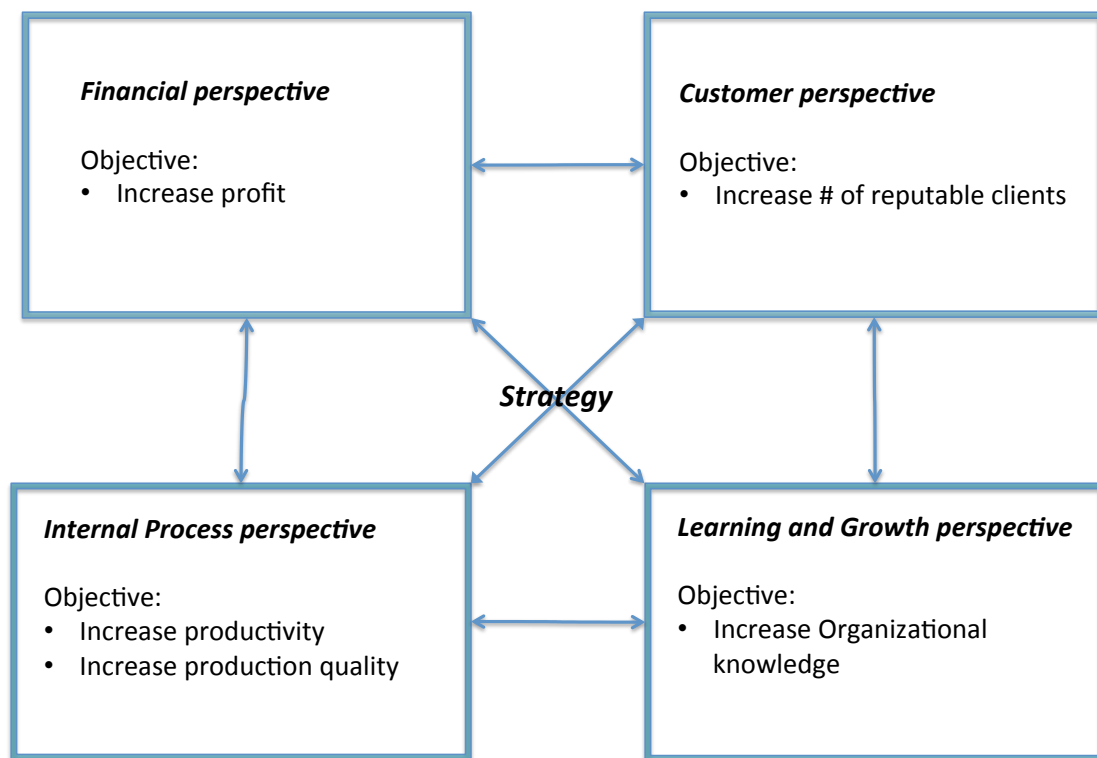 Financial perspective
Objective:
• Increase profit
Customer perspective
Objective:
• Increase # of reputable clients
Strategy
Internal Process perspective
Objective:
• Increase productivity
• Increase production quality
Learning and Growth perspective
Objective:
• Increase Organizational
knowledge